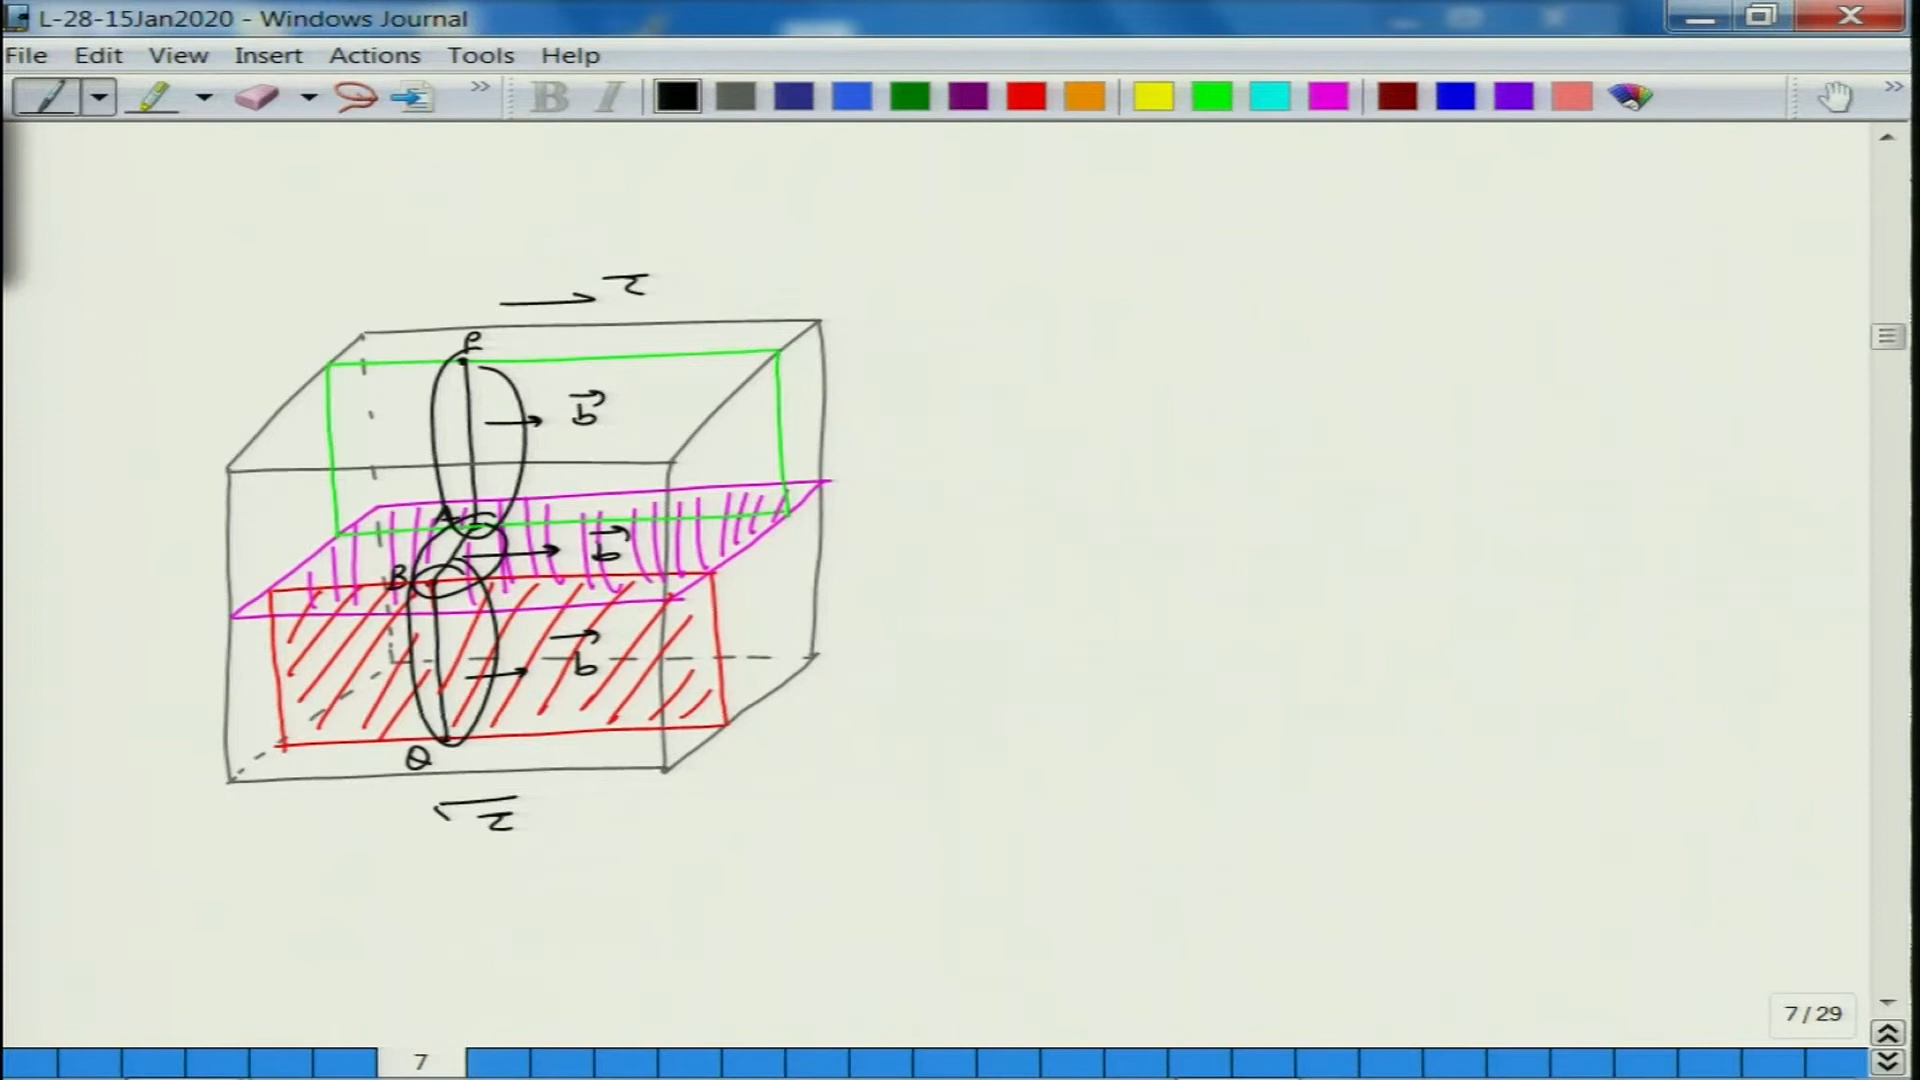 L-28-15Jan2020 - Windows Journal
File Edit View Insert Actions Tools Help
B I
τ
P
b
A
b
B
b
Q
τ
7 / 29
7